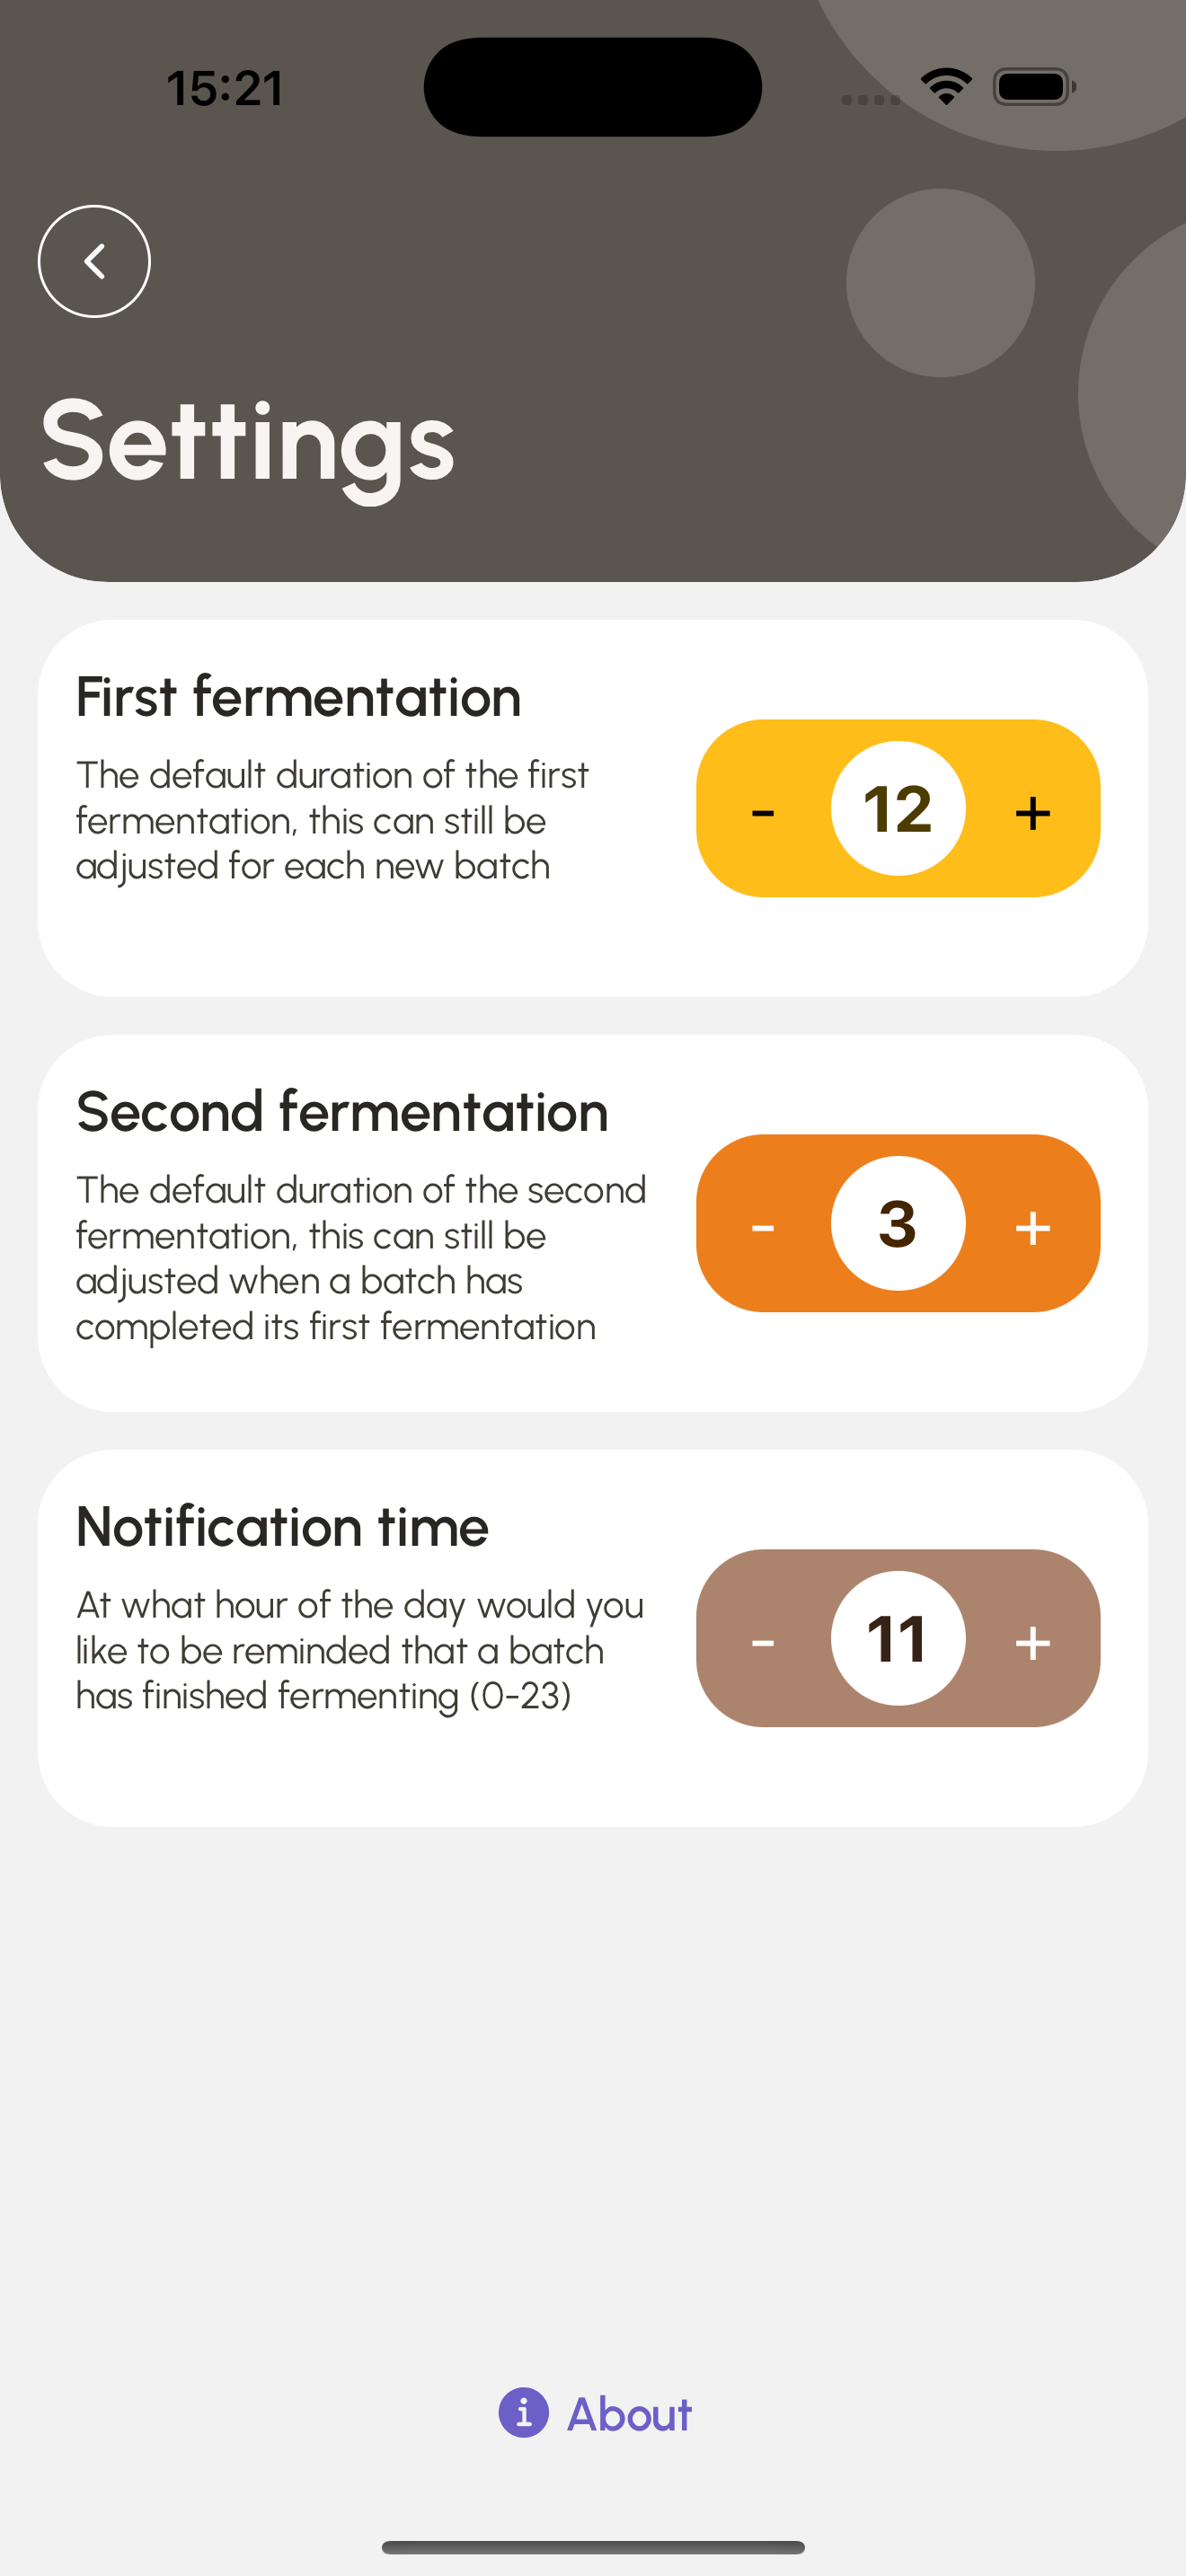 15:21
Settings
First fermentation
The default duration of the first
fermentation, this can still be
adjusted for each new batch
- 12 +
Second fermentation
The default duration of the second
fermentation, this can still be
adjusted when a batch has
completed its first fermentation
- 3 +
Notification time
At what hour of the day would you
like to be reminded that a batch
has finished fermenting (0-23)
- 11 +
About